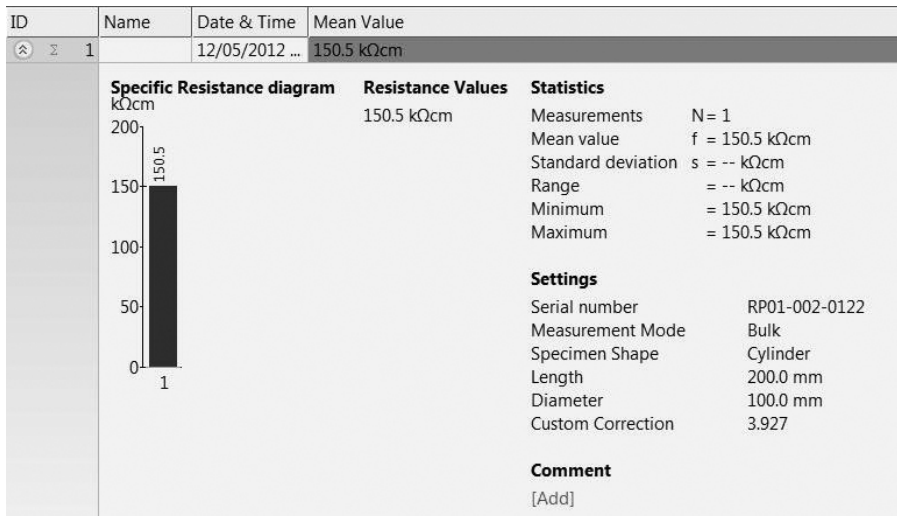 ID Name Date & Time Mean Value
Σ 1 12/05/2012 ... 150.5 kΩcm
Specific Resistance diagram
kΩcm
200
150.5
150
100
50
0
1
Resistance Values
150.5 kΩcm
Statistics
Measurements N = 1
Mean value f = 150.5 kΩcm
Standard deviation s = -- kΩcm
Range = -- kΩcm
Minimum = 150.5 kΩcm
Maximum = 150.5 kΩcm
Settings
Serial number RP01-002-0122
Measurement Mode Bulk
Specimen Shape Cylinder
Length 200.0 mm
Diameter 100.0 mm
Custom Correction 3.927
Comment
[Add]